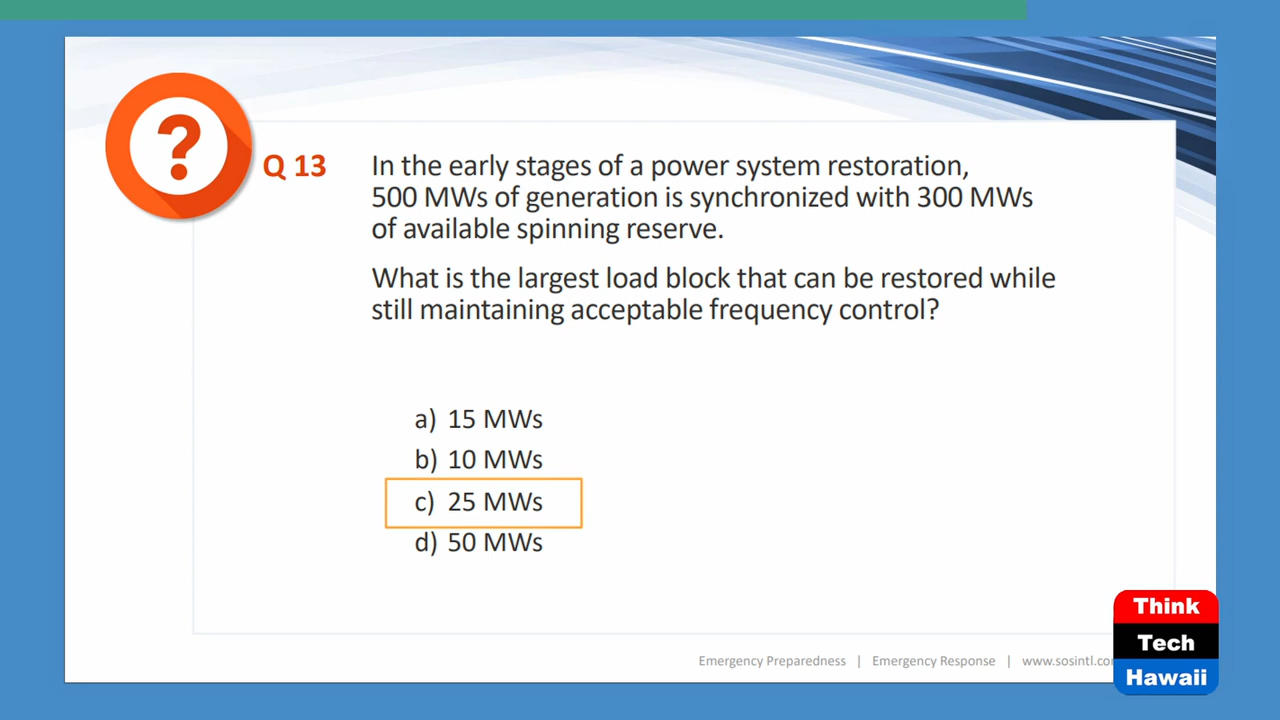 ?
Q 13
In the early stages of a power system restoration,
500 MWs of generation is synchronized with 300 MWs
of available spinning reserve.
What is the largest load block that can be restored while
still maintaining acceptable frequency control?
a) 15 MWs
b) 10 MWs
c) 25 MWs
d) 50 MWs
Emergency Preparedness | Emergency Response | www.sosintl.co
Think
Tech
Hawaii